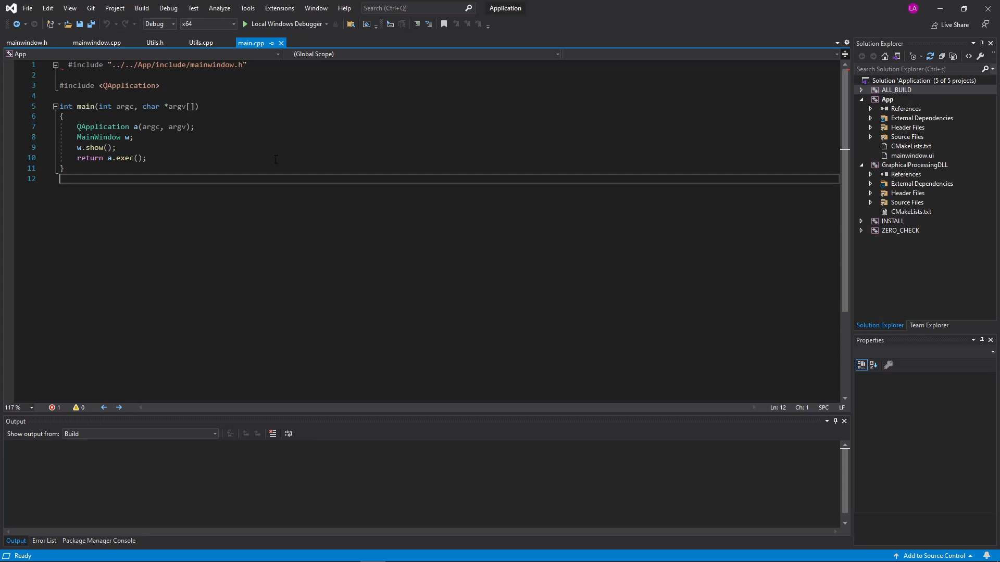 File Edit View Git Project Build Debug Test Analyze Tools Extensions Window Help Search (Ctrl+Q) Application LA
Debug x64 Local Windows Debugger Live Share
mainwindow.h mainwindow.cpp Utils.h Utils.cpp main.cpp
App (Global Scope)
1 #include "../../App/include/mainwindow.h"
2
3 #include <QApplication>
4
5 int main(int argc, char *argv[])
6 {
7 QApplication a(argc, argv);
8 MainWindow w;
9 w.show();
10 return a.exec();
11 }
12
117 % 1 0 Ln: 12 Ch: 1 SPC LF
Output
Show output from: Build
Output Error List Package Manager Console
Ready Add to Source Control
Solution Explorer
Search Solution Explorer (Ctrl+ş)
Solution 'Application' (5 of 5 projects)
ALL_BUILD
App
References
External Dependencies
Header Files
Source Files
CMakeLists.txt
mainwindow.ui
GraphicalProcessingDLL
References
External Dependencies
Header Files
Source Files
CMakeLists.txt
INSTALL
ZERO_CHECK
Solution Explorer Team Explorer
Properties